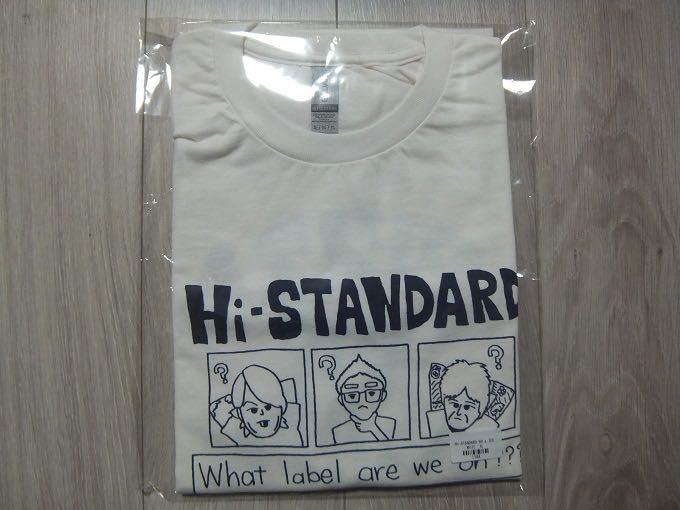 Hi-STANDARD
? ? ?
What label are we on!??